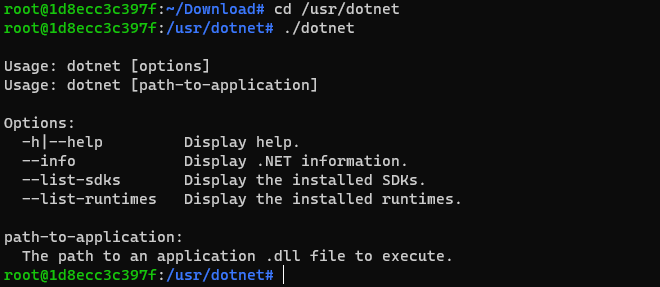 root@1d8ecc3c397f:~/Download# cd /usr/dotnet
root@1d8ecc3c397f:/usr/dotnet# ./dotnet

Usage: dotnet [options]
Usage: dotnet [path-to-application]

Options:
  -h|--help         Display help.
  --info            Display .NET information.
  --list-sdks       Display the installed SDKs.
  --list-runtimes   Display the installed runtimes.

path-to-application:
  The path to an application .dll file to execute.
root@1d8ecc3c397f:/usr/dotnet#